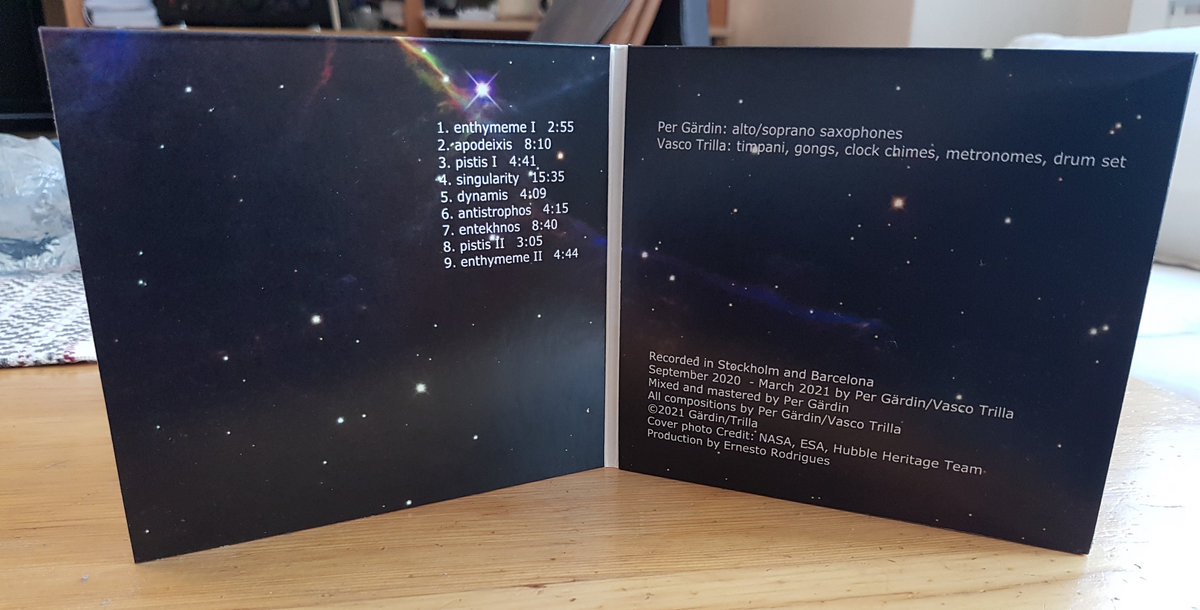 1. enthymeme I 2:55
2. apodeixis 8:10
3. pistis I 4:41
4. singularity 15:35
5. dynamis 4:09
6. antistrophos 4:15
7. entekhnos 8:40
8. pistis II 3:05
9. enthymeme II 4:44
Per Gärdin: alto/soprano saxophones
Vasco Trilla: timpani, gongs, clock chimes, metronomes, drum set
Recorded in Stockholm and Barcelona
September 2020 - March 2021 by Per Gärdin/Vasco Trilla
Mixed and mastered by Per Gärdin
All compositions by Per Gärdin/Vasco Trilla
©2021 Gärdin/Trilla
Cover photo Credit: NASA, ESA, Hubble Heritage Team
Production by Ernesto Rodrigues